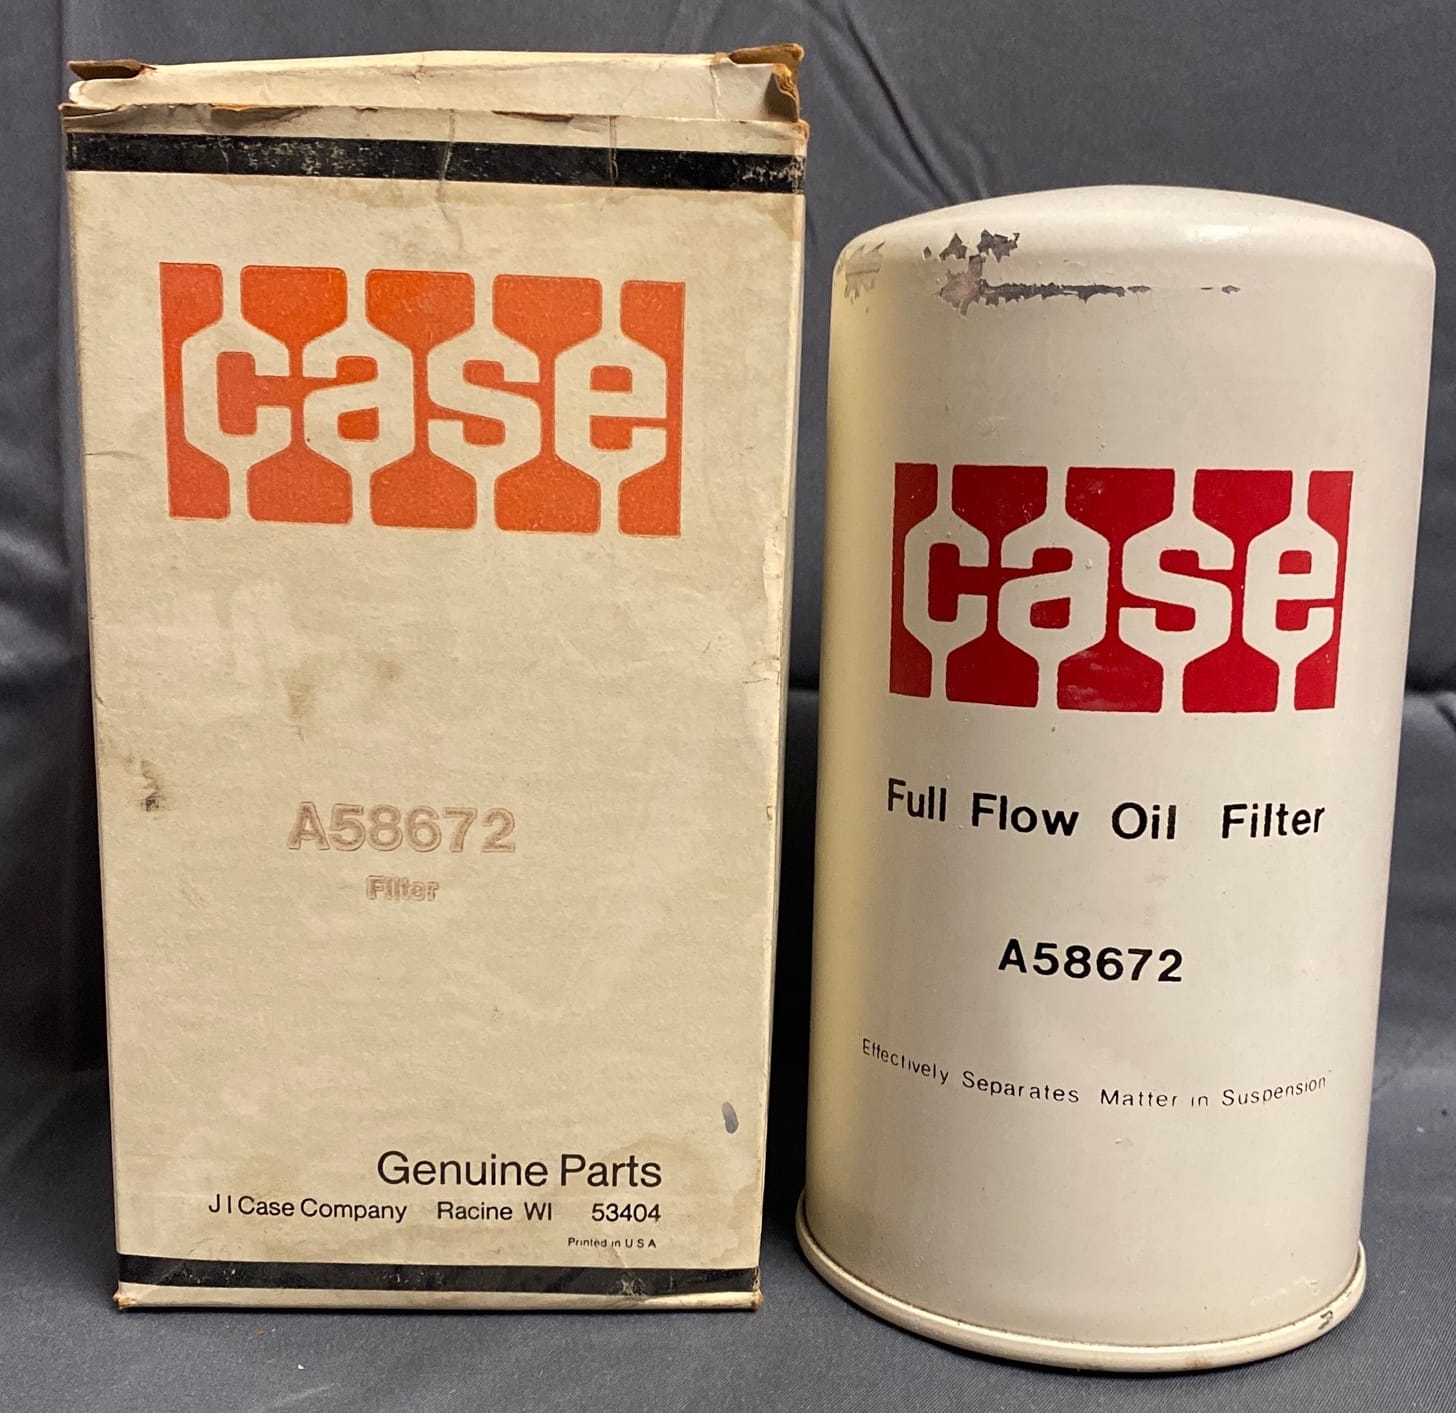 case
A58672
Filter
Genuine Parts
J I Case Company Racine WI 53404
Printed in U S A
case
Full Flow Oil Filter
A58672
Effectively Separates Matter in Suspension